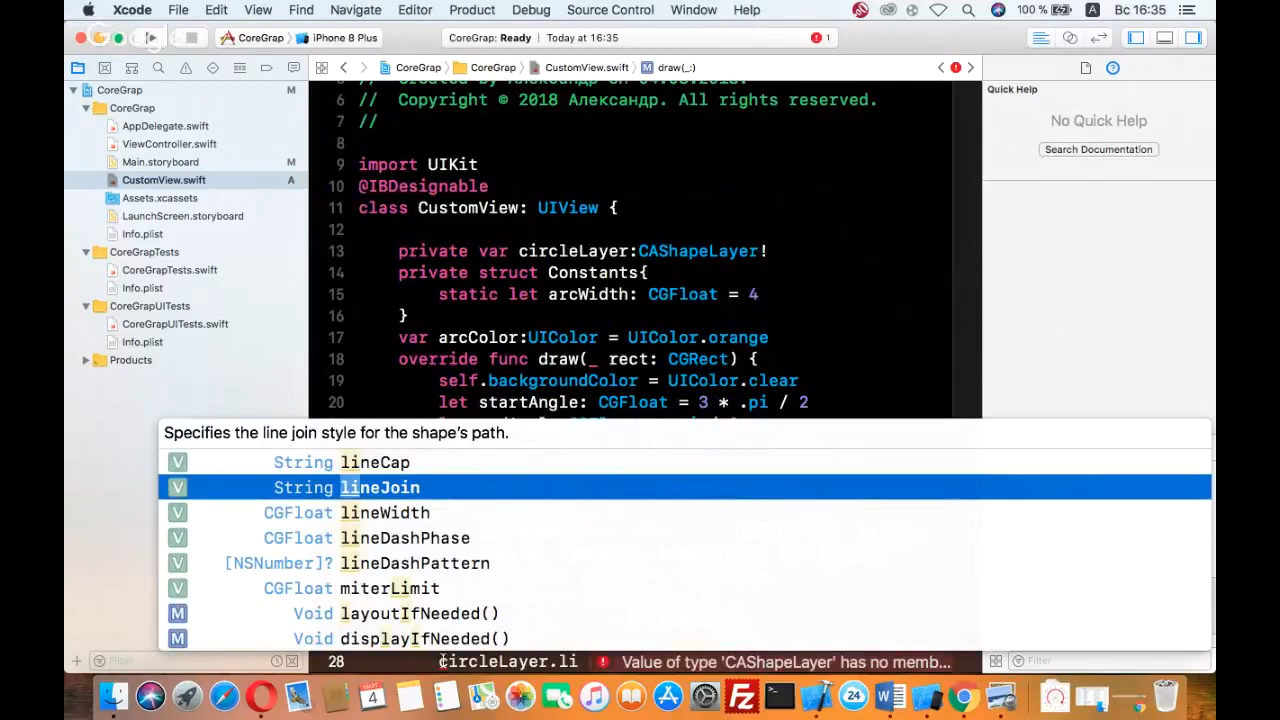 Xcode File Edit View Find Navigate Editor Product Debug Source Control Window Help 100 % A Вс 16:35
Google
CoreGrap iPhone 8 Plus CoreGrap: Ready Today at 16:35 1
CoreGrap CoreGrap CustomView.swift M draw(_:)
CoreGrap M
CoreGrap
AppDelegate.swift
ViewController.swift
Main.storyboard M
CustomView.swift A
Assets.xcassets
LaunchScreen.storyboard
Info.plist
CoreGrapTests
CoreGrapTests.swift
Info.plist
CoreGrapUITests
CoreGrapUITests.swift
Info.plist
Products
Filter
6 // Copyright © 2018 Александр. All rights reserved.
7 //
8
9 import UIKit
10 @IBDesignable
11 class CustomView: UIView {
12
13 private var circleLayer:CAShapeLayer!
14 private struct Constants{
15 static let arcWidth: CGFloat = 4
16 }
17 var arcColor:UIColor = UIColor.orange
18 override func draw(_ rect: CGRect) {
19 self.backgroundColor = UIColor.clear
20 let startAngle: CGFloat = 3 * .pi / 2
Specifies the line join style for the shape's path.
V String lineCap
V String lineJoin
V CGFloat lineWidth
V CGFloat lineDashPhase
V [NSNumber]? lineDashPattern
V CGFloat miterLimit
M Void layoutIfNeeded()
M Void displayIfNeeded()
28 circleLayer.li Value of type 'CAShapeLayer' has no memb...
Quick Help
No Quick Help
Search Documentation
Filter
MAR
4
FZ
24
W